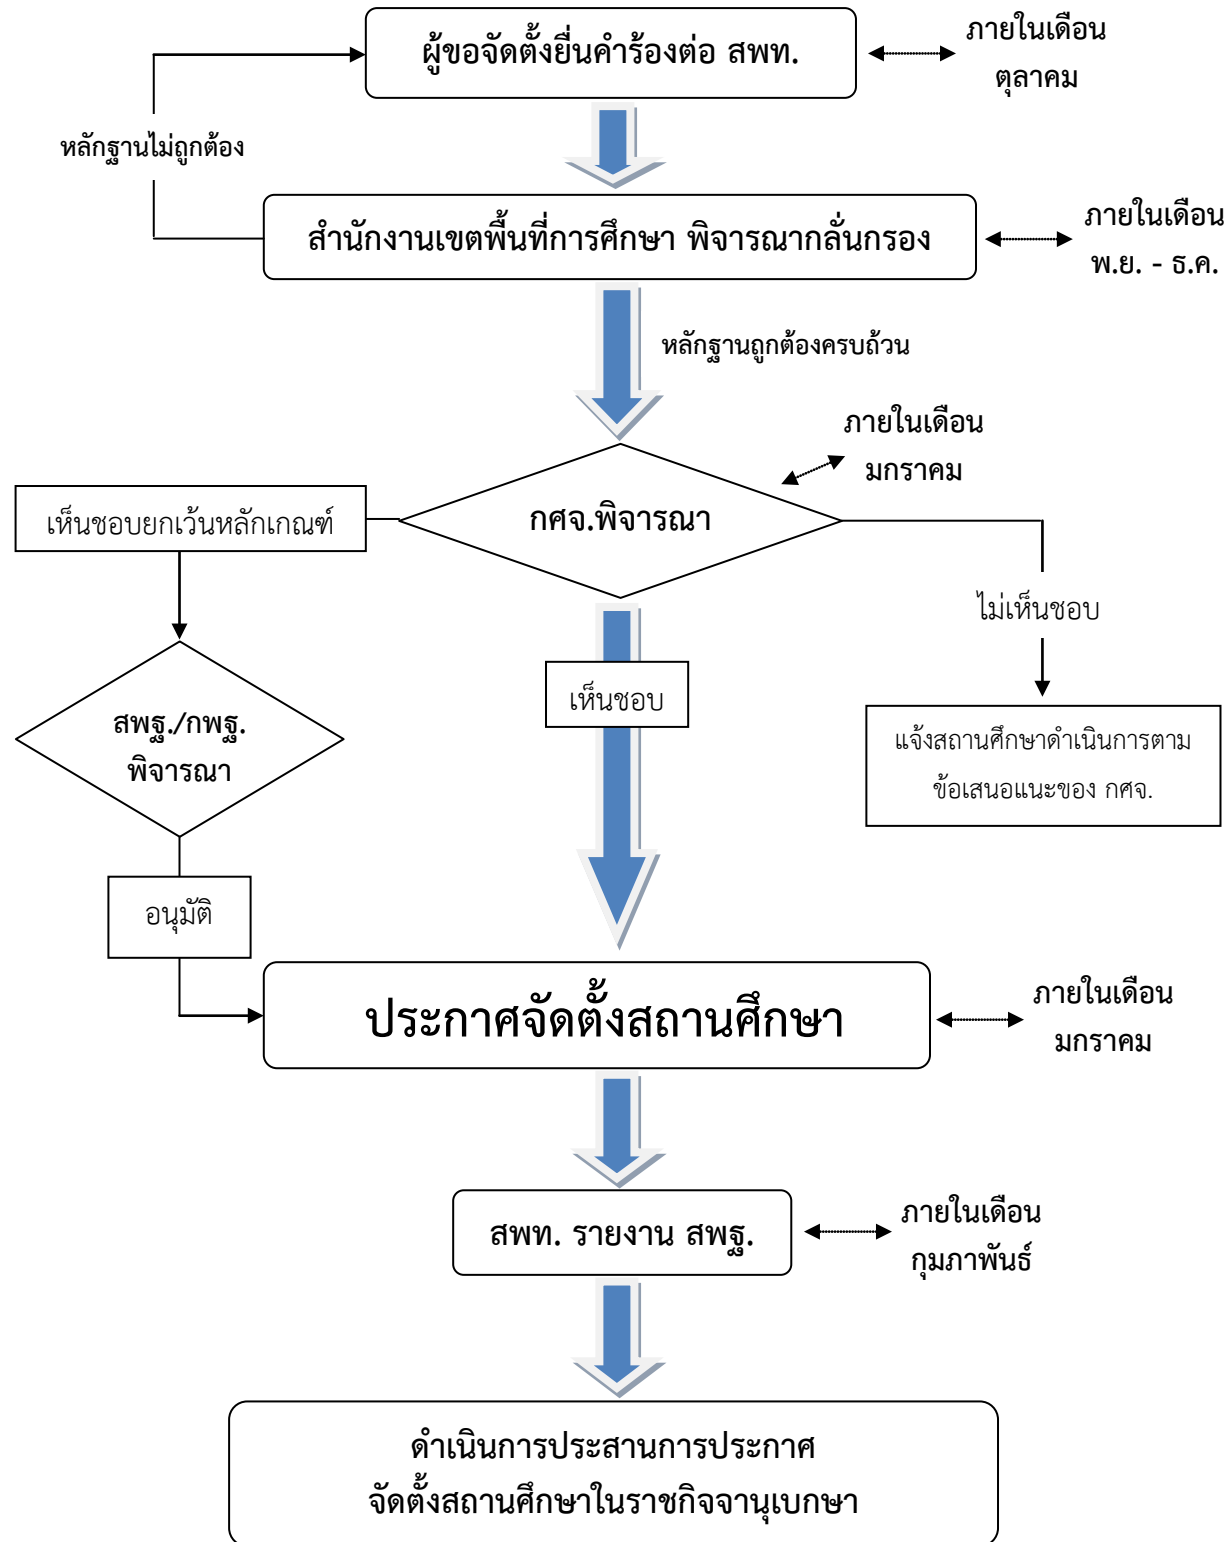 ผู้ขอจัดตั้งยื่นคำร้องต่อ สพท.
ภายในเดือน
ตุลาคม
หลักฐานไม่ถูกต้อง
สำนักงานเขตพื้นที่การศึกษา พิจารณากลั่นกรอง
ภายในเดือน
พ.ย. - ธ.ค.
หลักฐานถูกต้องครบถ้วน
ภายในเดือน
มกราคม
เห็นชอบยกเว้นหลักเกณฑ์
กศจ.พิจารณา
ไม่เห็นชอบ
สพฐ./กพฐ.
พิจารณา
เห็นชอบ
แจ้งสถานศึกษาดำเนินการตาม
ข้อเสนอแนะของ กศจ.
อนุมัติ
ประกาศจัดตั้งสถานศึกษา
ภายในเดือน
มกราคม
สพท. รายงาน สพฐ.
ภายในเดือน
กุมภาพันธ์
ดำเนินการประสานการประกาศ
จัดตั้งสถานศึกษาในราชกิจจานุเบกษา